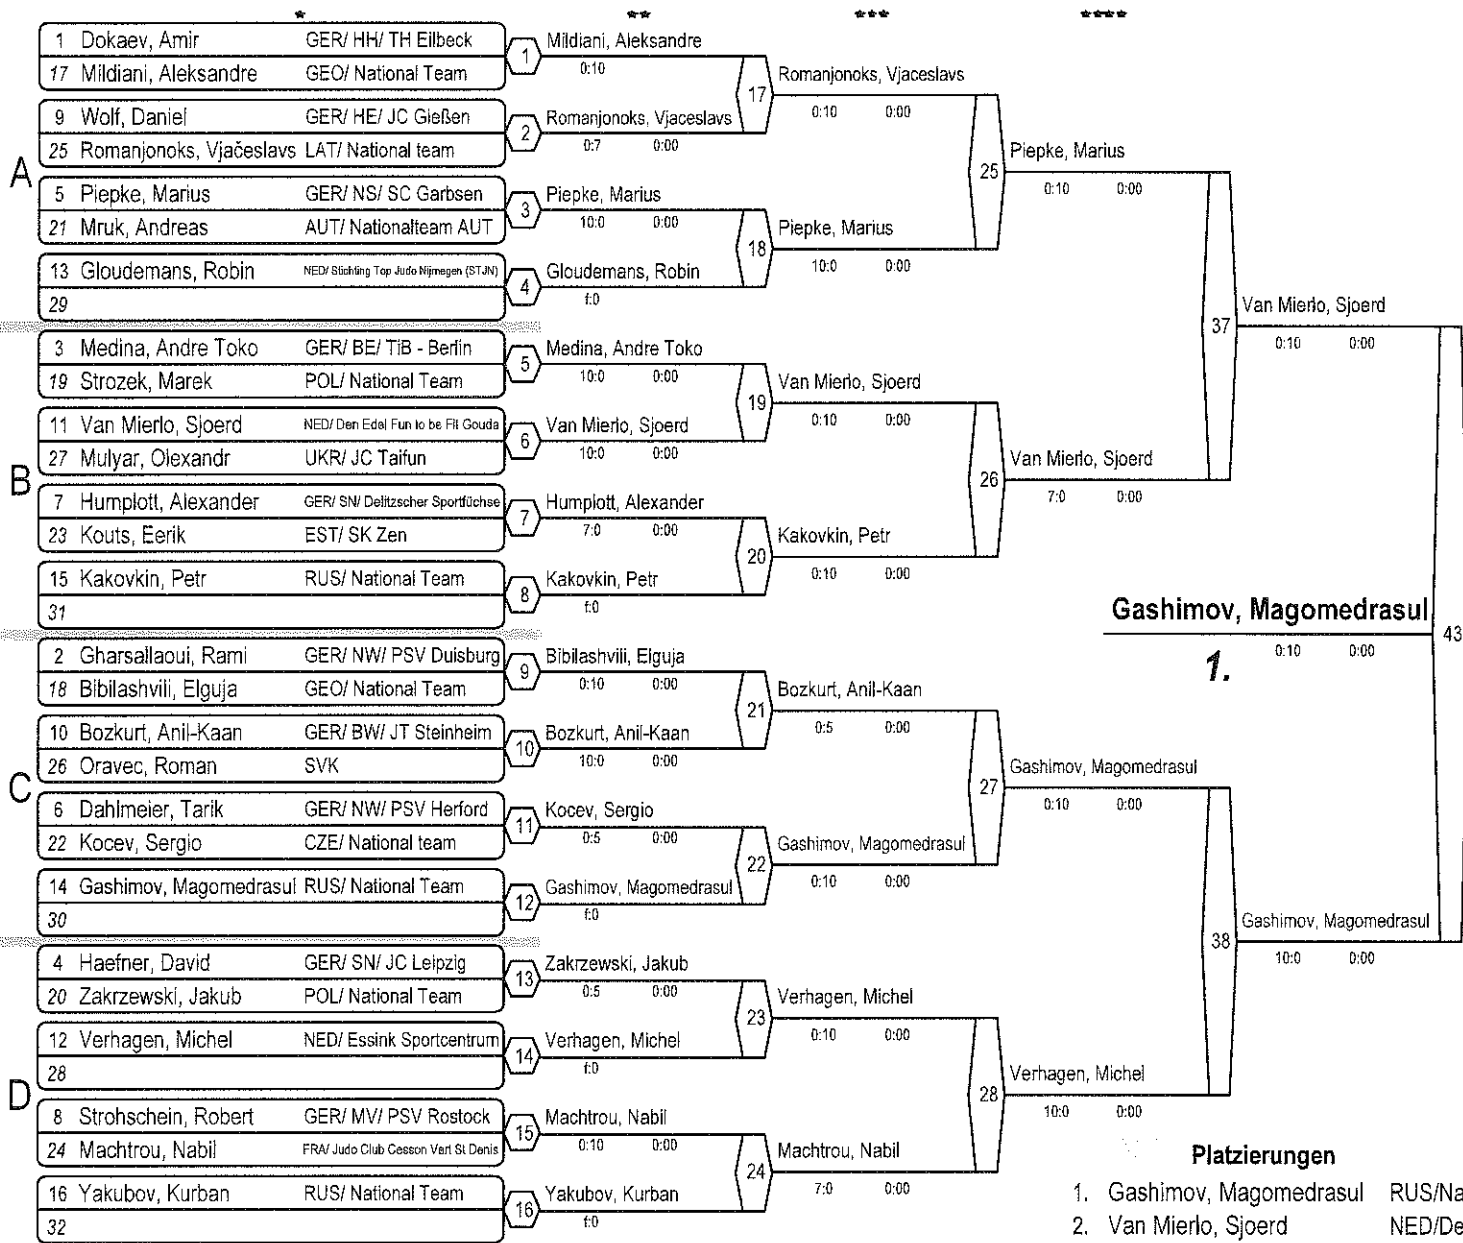 * ** *** ****
1 Dokaev, Amir GER/ HH/ TH Eilbeck
17 Mildiani, Aleksandre GEO/ National Team
1 Mildiani, Aleksandre
0:10
9 Wolf, Daniel GER/ HE/ JC Gießen
25 Romanjonoks, Vjačeslavs LAT/ National team
2 Romanjonoks, Vjaceslavs
0:7 0:00
17 Romanjonoks, Vjaceslavs
0:10 0:00
A
5 Piepke, Marius GER/ NS/ SC Garbsen
21 Mruk, Andreas AUT/ Nationalteam AUT
3 Piepke, Marius
10:0 0:00
13 Gloudemans, Robin NED/ Stichting Top Judo Nijmegen (STJN)
29
4 Gloudemans, Robin
f:0
18 Piepke, Marius
10:0 0:00
25 Piepke, Marius
0:10 0:00
3 Medina, Andre Toko GER/ BE/ TiB - Berlin
19 Strozek, Marek POL/ National Team
5 Medina, Andre Toko
10:0 0:00
11 Van Mierlo, Sjoerd NED/ Den Edel Fun to be Fit Gouda
27 Mulyar, Olexandr UKR/ JC Taifun
6 Van Mierlo, Sjoerd
10:0 0:00
19 Van Mierlo, Sjoerd
0:10 0:00
B
7 Humplott, Alexander GER/ SN/ Delitzscher Sportfüchse
23 Kouts, Eerik EST/ SK Zen
7 Humplott, Alexander
7:0 0:00
15 Kakovkin, Petr RUS/ National Team
31
8 Kakovkin, Petr
f:0
20 Kakovkin, Petr
0:10 0:00
26 Van Mierlo, Sjoerd
7:0 0:00
37 Van Mierlo, Sjoerd
0:10 0:00
Gashimov, Magomedrasul 43
1. 0:10 0:00
2 Gharsallaoui, Rami GER/ NW/ PSV Duisburg
18 Bibilashvili, Elguja GEO/ National Team
9 Bibilashvili, Elguja
0:10 0:00
10 Bozkurt, Anil-Kaan GER/ BW/ JT Steinheim
26 Oravec, Roman SVK
10 Bozkurt, Anil-Kaan
10:0 0:00
21 Bozkurt, Anil-Kaan
0:5 0:00
C
6 Dahlmeier, Tarik GER/ NW/ PSV Herford
22 Kocev, Sergio CZE/ National team
11 Kocev, Sergio
0:5 0:00
14 Gashimov, Magomedrasul RUS/ National Team
30
12 Gashimov, Magomedrasul
f:0
22 Gashimov, Magomedrasul
0:10 0:00
27 Gashimov, Magomedrasul
0:10 0:00
4 Haefner, David GER/ SN/ JC Leipzig
20 Zakrzewski, Jakub POL/ National Team
13 Zakrzewski, Jakub
0:5 0:00
12 Verhagen, Michel NED/ Essink Sportcentrum
28
14 Verhagen, Michel
f:0
23 Verhagen, Michel
0:10 0:00
D
8 Strohschein, Robert GER/ MV/ PSV Rostock
24 Machtrou, Nabil FRA/ Judo Club Cesson Vert St Denis
15 Machtrou, Nabil
0:10 0:00
16 Yakubov, Kurban RUS/ National Team
32
16 Yakubov, Kurban
f:0
24 Machtrou, Nabil
7:0 0:00
28 Verhagen, Michel
10:0 0:00
38 Gashimov, Magomedrasul
10:0 0:00
Platzierungen
1. Gashimov, Magomedrasul RUS/Na
2. Van Mierlo, Sjoerd NED/De